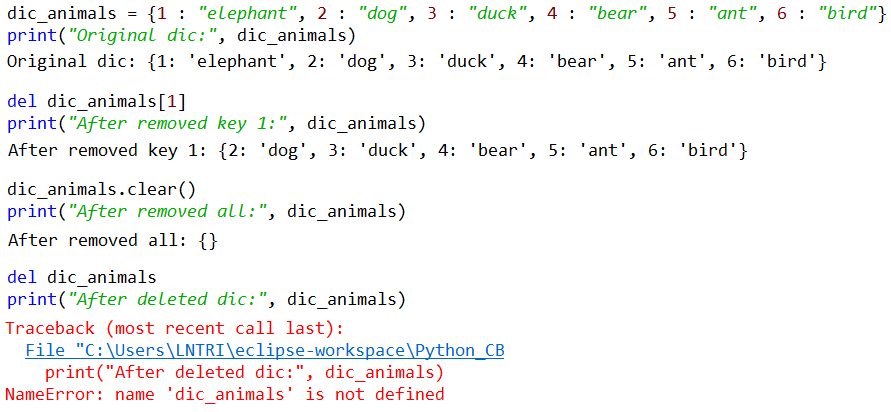 dic_animals = {1 : "elephant", 2 : "dog", 3 : "duck", 4 : "bear", 5 : "ant", 6 : "bird"}
print("Original dic:", dic_animals)
Original dic: {1: 'elephant', 2: 'dog', 3: 'duck', 4: 'bear', 5: 'ant', 6: 'bird'}
del dic_animals[1]
print("After removed key 1:", dic_animals)
After removed key 1: {2: 'dog', 3: 'duck', 4: 'bear', 5: 'ant', 6: 'bird'}
dic_animals.clear()
print("After removed all:", dic_animals)
After removed all: {}
del dic_animals
print("After deleted dic:", dic_animals)
Traceback (most recent call last):
File "C:\Users\LNTRI\eclipse-workspace\Python_CB
print("After deleted dic:", dic_animals)
NameError: name 'dic_animals' is not defined